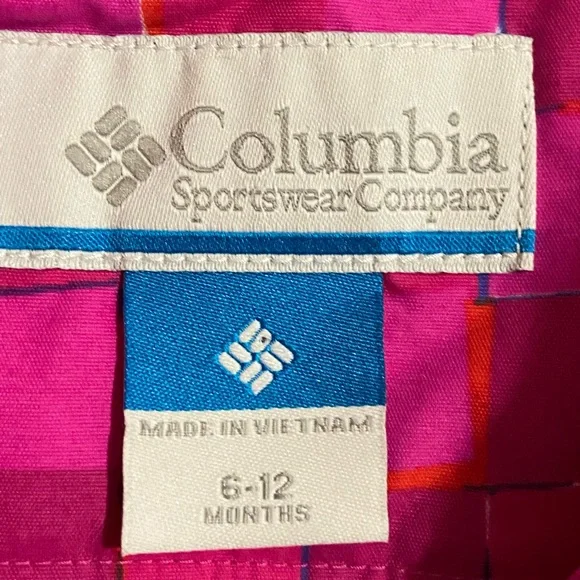 Columbia
Sportswear Company
MADE IN VIETNAM
6-12
MONTHS